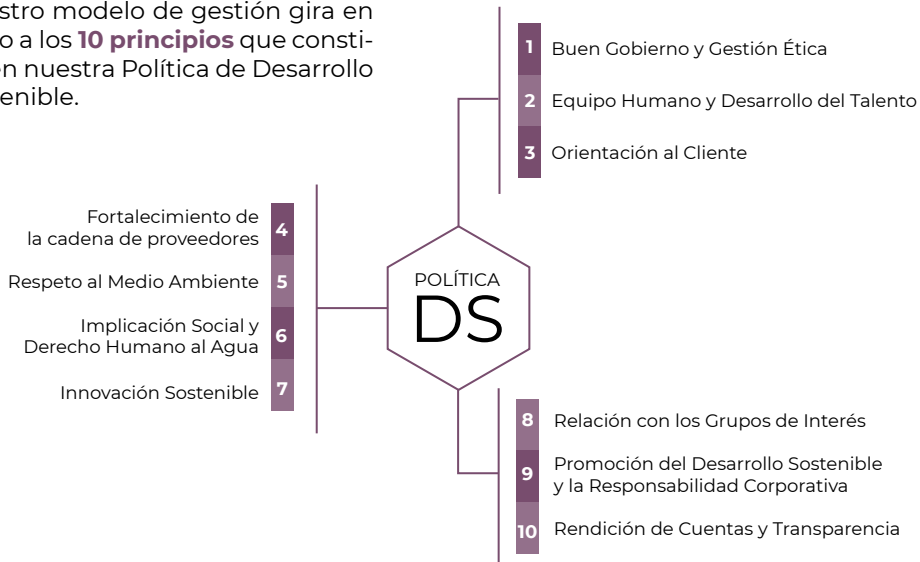 stro modelo de gestión gira en
o a los 10 principios que consti-
en nuestra Política de Desarrollo
enible.
1 Buen Gobierno y Gestión Ética
2 Equipo Humano y Desarrollo del Talento
3 Orientación al Cliente
Fortalecimiento de
la cadena de proveedores 4
Respeto al Medio Ambiente 5
Implicación Social y
Derecho Humano al Agua 6
Innovación Sostenible 7
POLÍTICA
DS
8 Relación con los Grupos de Interés
9 Promoción del Desarrollo Sostenible
y la Responsabilidad Corporativa
10 Rendición de Cuentas y Transparencia